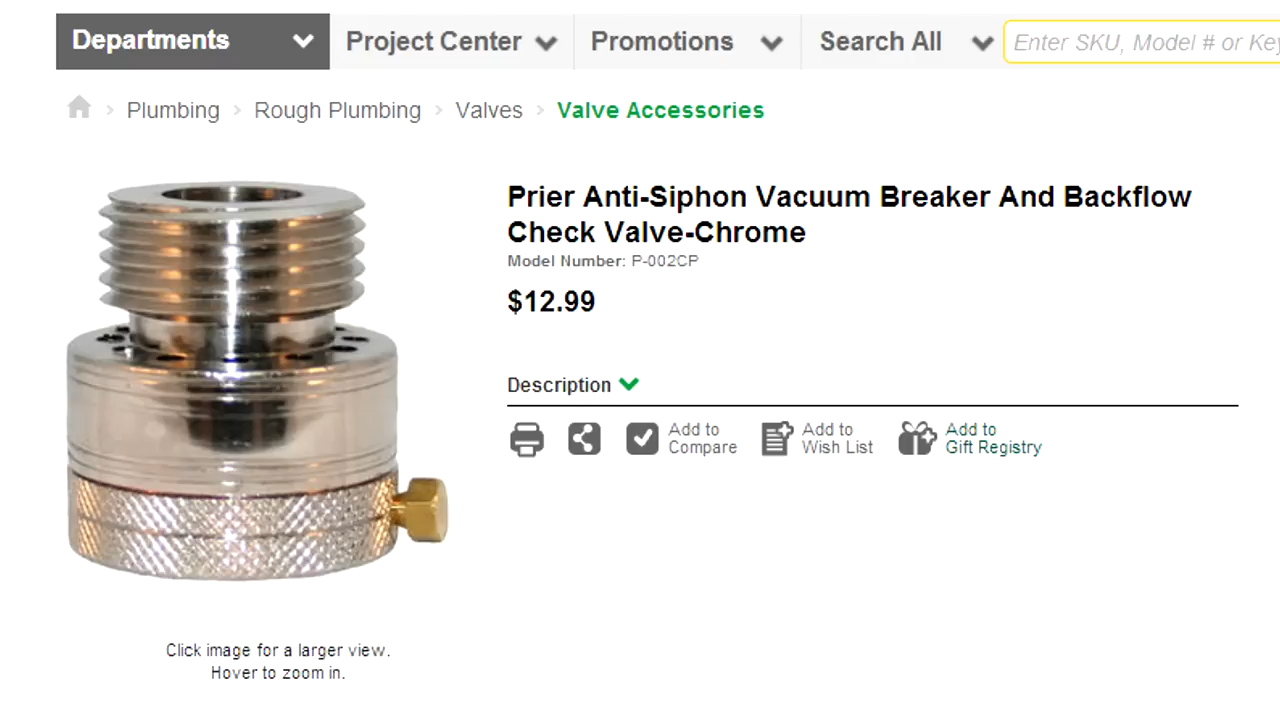 Departments Project Center Promotions Search All Enter SKU, Model # or Key
Plumbing Rough Plumbing Valves Valve Accessories
Prier Anti-Siphon Vacuum Breaker And Backflow
Check Valve-Chrome
Model Number: P-002CP
$12.99
Description
Add to
Compare
Add to
Wish List
Add to
Gift Registry
Click image for a larger view.
Hover to zoom in.